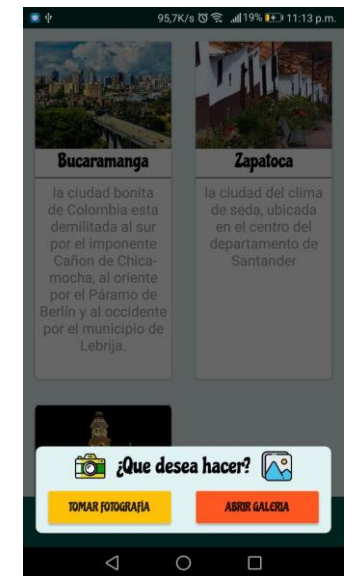 95,7K/s 19% 11:13 p.m.
Bucaramanga
la ciudad bonita
de Colombia esta
demilitada al sur
por el imponente
Cañon de Chica-
mocha, al oriente
por el Páramo de
Berlín y al occidente
por el municipio de
Lebrija.
Zapatoca
la ciudad del clima
de seda, ubicada
en el centro del
departamento de
Santander
¿Que desea hacer?
TOMAR FOTOGRAFÍA
ABRIR GALERIA